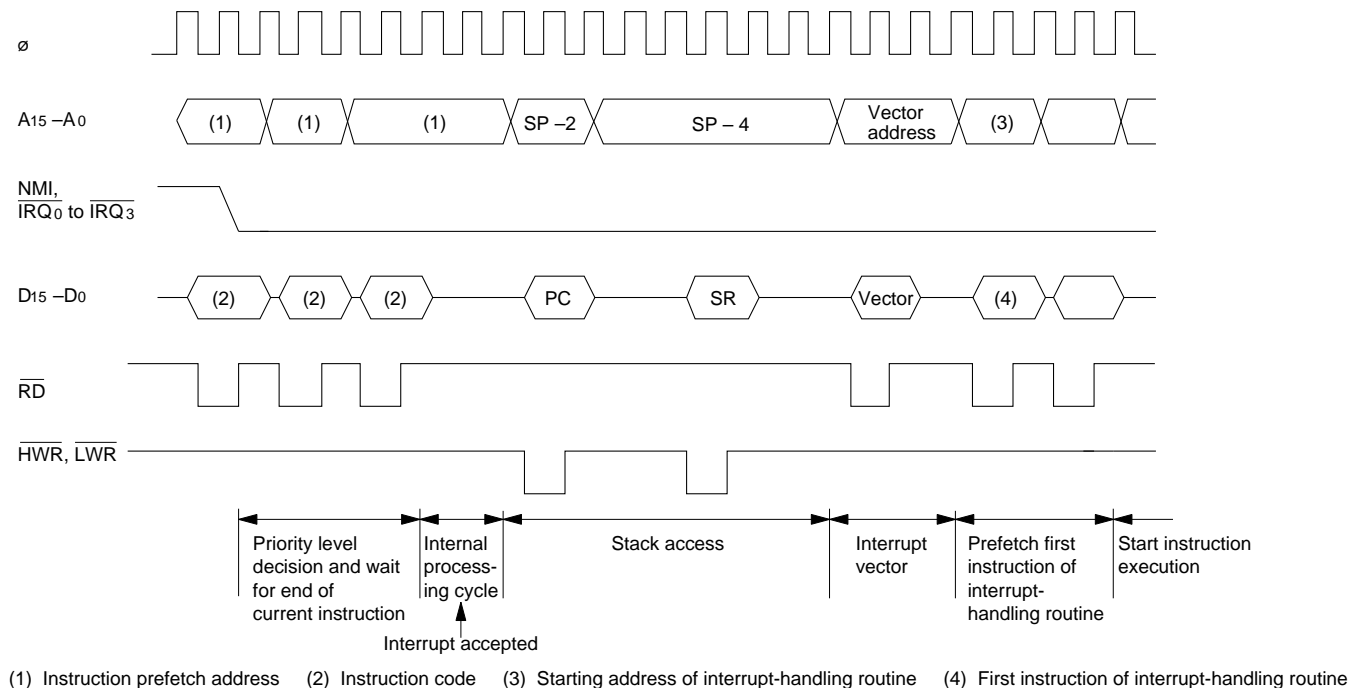 ø
A15 –A0 (1) (1) (1) SP –2 SP – 4 Vector address (3)
NMI,
IRQ0 to IRQ3
D15 –D0 (2) (2) (2) PC SR Vector (4)
RD
HWR, LWR
Priority level
decision and wait
for end of
current instruction
Internal
process-
ing cycle
Interrupt accepted
Stack access
Interrupt
vector
Prefetch first
instruction of
interrupt-
handling routine
Start instruction
execution
(1) Instruction prefetch address (2) Instruction code (3) Starting address of interrupt-handling routine (4) First instruction of interrupt-handling routine